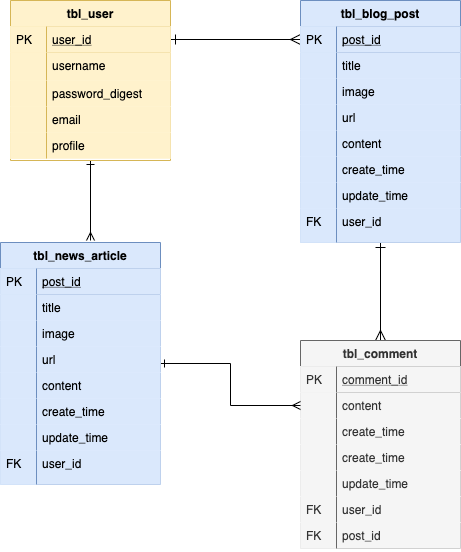 tbl_user
PK user_id
username
password_digest
email
profile
tbl_blog_post
PK post_id
title
image
url
content
create_time
update_time
FK user_id
tbl_news_article
PK post_id
title
image
url
content
create_time
update_time
FK user_id
tbl_comment
PK comment_id
content
create_time
create_time
update_time
FK user_id
FK post_id